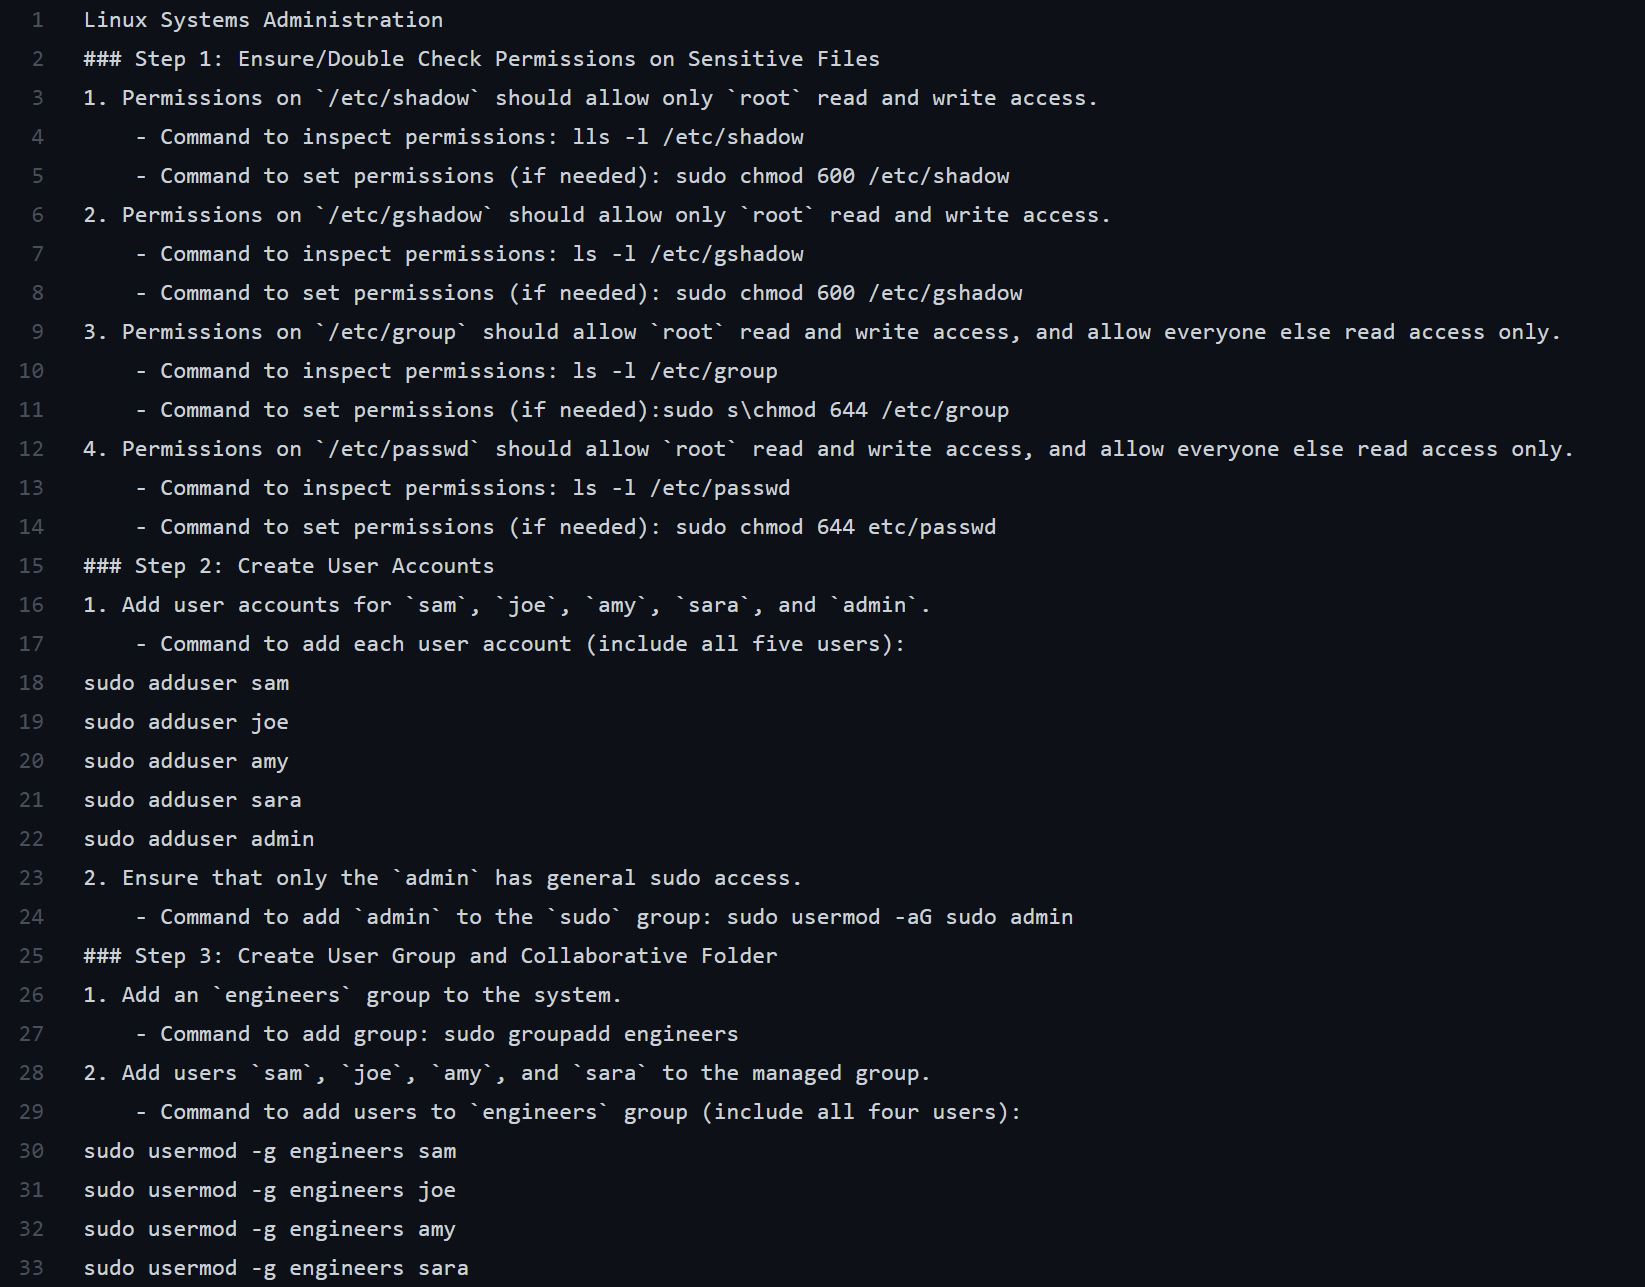 1 Linux Systems Administration
2 ### Step 1: Ensure/Double Check Permissions on Sensitive Files
3 1. Permissions on `/etc/shadow` should allow only `root` read and write access.
4     - Command to inspect permissions: lls -l /etc/shadow
5     - Command to set permissions (if needed): sudo chmod 600 /etc/shadow
6 2. Permissions on `/etc/gshadow` should allow only `root` read and write access.
7     - Command to inspect permissions: ls -l /etc/gshadow
8     - Command to set permissions (if needed): sudo chmod 600 /etc/gshadow
9 3. Permissions on `/etc/group` should allow `root` read and write access, and allow everyone else read access only.
10     - Command to inspect permissions: ls -l /etc/group
11     - Command to set permissions (if needed):sudo s\chmod 644 /etc/group
12 4. Permissions on `/etc/passwd` should allow `root` read and write access, and allow everyone else read access only.
13     - Command to inspect permissions: ls -l /etc/passwd
14     - Command to set permissions (if needed): sudo chmod 644 etc/passwd
15 ### Step 2: Create User Accounts
16 1. Add user accounts for `sam`, `joe`, `amy`, `sara`, and `admin`.
17     - Command to add each user account (include all five users):
18 sudo adduser sam
19 sudo adduser joe
20 sudo adduser amy
21 sudo adduser sara
22 sudo adduser admin
23 2. Ensure that only the `admin` has general sudo access.
24     - Command to add `admin` to the `sudo` group: sudo usermod -aG sudo admin
25 ### Step 3: Create User Group and Collaborative Folder
26 1. Add an `engineers` group to the system.
27     - Command to add group: sudo groupadd engineers
28 2. Add users `sam`, `joe`, `amy`, and `sara` to the managed group.
29     - Command to add users to `engineers` group (include all four users):
30 sudo usermod -g engineers sam
31 sudo usermod -g engineers joe
32 sudo usermod -g engineers amy
33 sudo usermod -g engineers sara